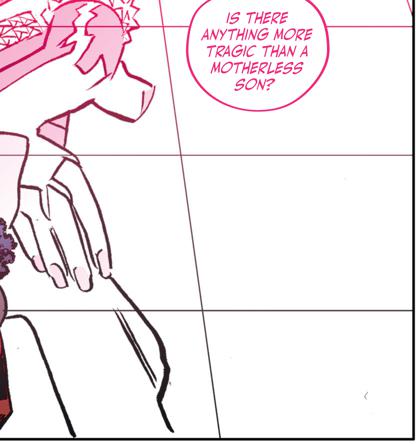 IS THERE
ANYTHING MORE
TRAGIC THAN A
MOTHERLESS
SON?